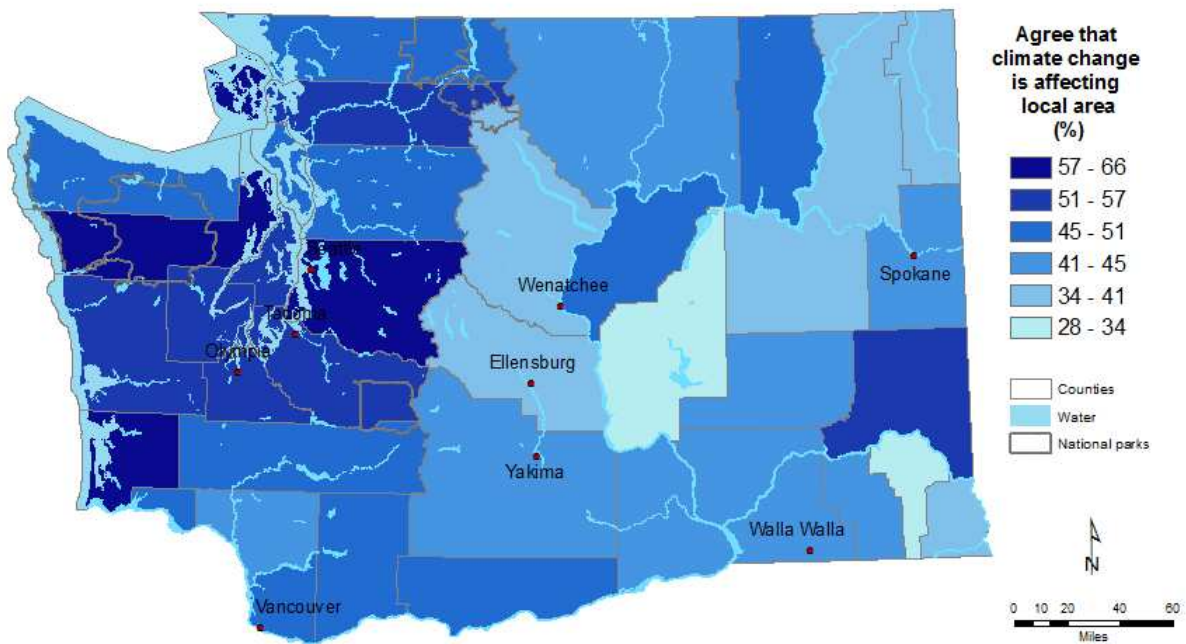 Agree that
climate change
is affecting
local area
(%)
57 - 66
51 - 57
45 - 51
41 - 45
34 - 41
28 - 34
Counties
Water
National parks
Seattle
Tacoma
Olympia
Wenatchee
Ellensburg
Yakima
Spokane
Walla Walla
Vancouver
N
0 10 20 40 60
Miles